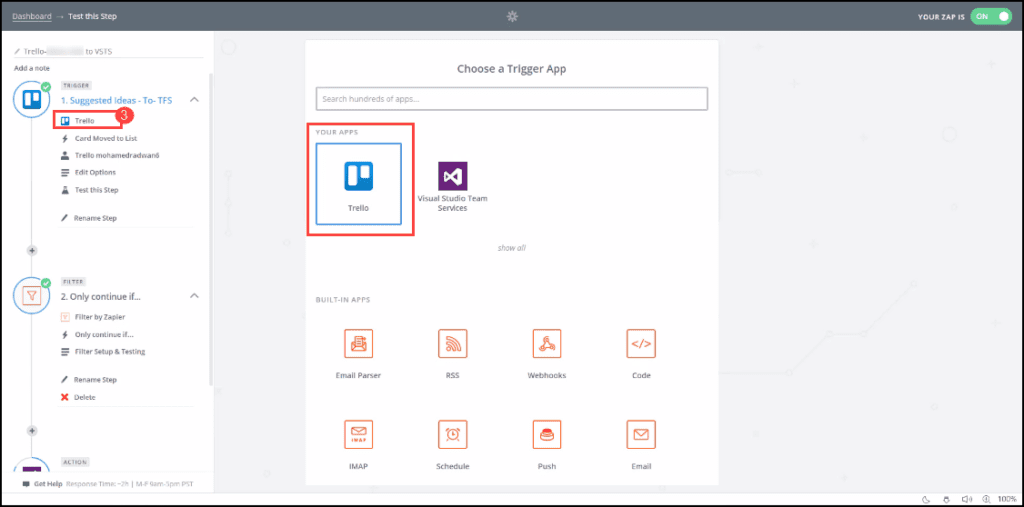 Dashboard → Test this Step
YOUR ZAP IS ON
Trello- to VSTS
Add a note
TRIGGER
1. Suggested Ideas - To- TFS
Trello
3
Card Moved to List
Trello mohamedradwan6
Edit Options
Test this Step
Rename Step
+
FILTER
2. Only continue if...
Filter by Zapier
Only continue if...
Filter Setup & Testing
Rename Step
Delete
+
ACTION
Get Help Response Time: ~2h | M-F 9am-5pm PST
Choose a Trigger App
Search hundreds of apps...
YOUR APPS
Trello
Visual Studio Team
Services
show all
BUILT-IN APPS
Email Parser
RSS
Webhooks
</>
Code
IMAP
IMAP
Schedule
Push
Email
100%